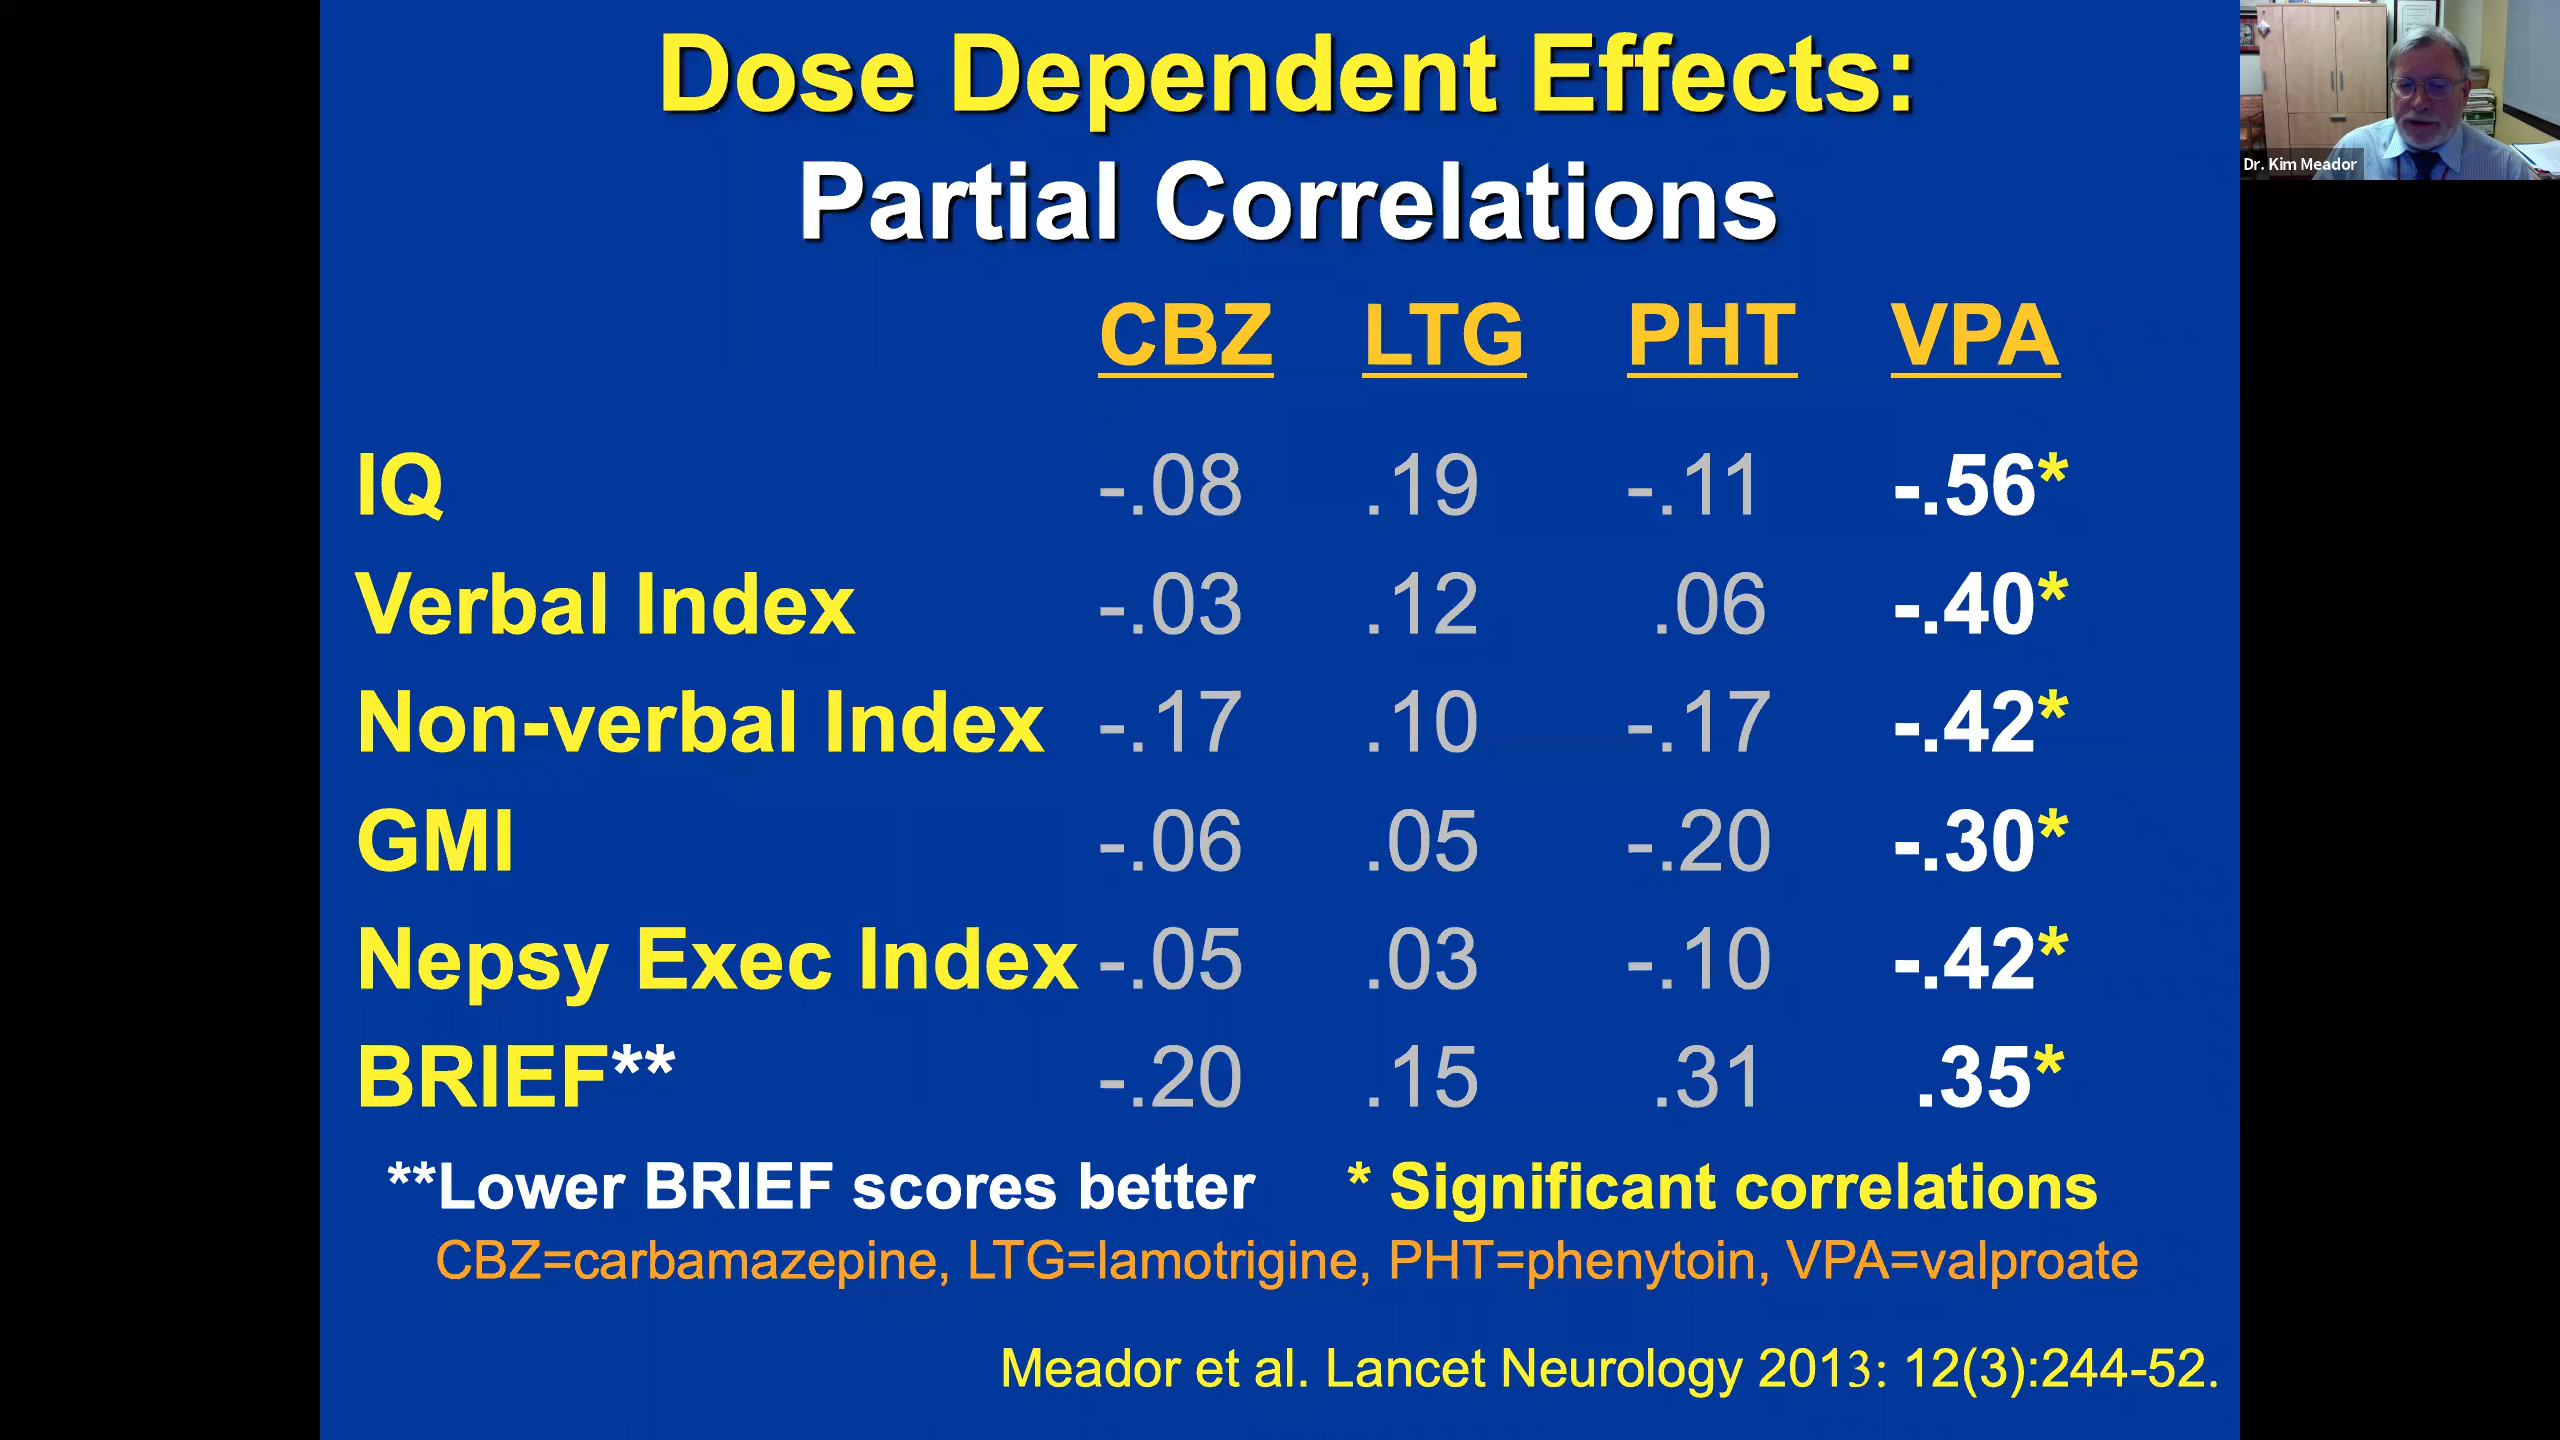 Dose Dependent Effects:
Partial Correlations
CBZ LTG PHT VPA
IQ -.08 .19 -.11 -.56*
Verbal Index -.03 .12 .06 -.40*
Non-verbal Index -.17 .10 -.17 -.42*
GMI -.06 .05 -.20 -.30*
Nepsy Exec Index -.05 .03 -.10 -.42*
BRIEF** -.20 .15 .31 .35*
**Lower BRIEF scores better * Significant correlations
CBZ=carbamazepine, LTG=lamotrigine, PHT=phenytoin, VPA=valproate
Meador et al. Lancet Neurology 2013: 12(3):244-52.
Dr. Kim Meador